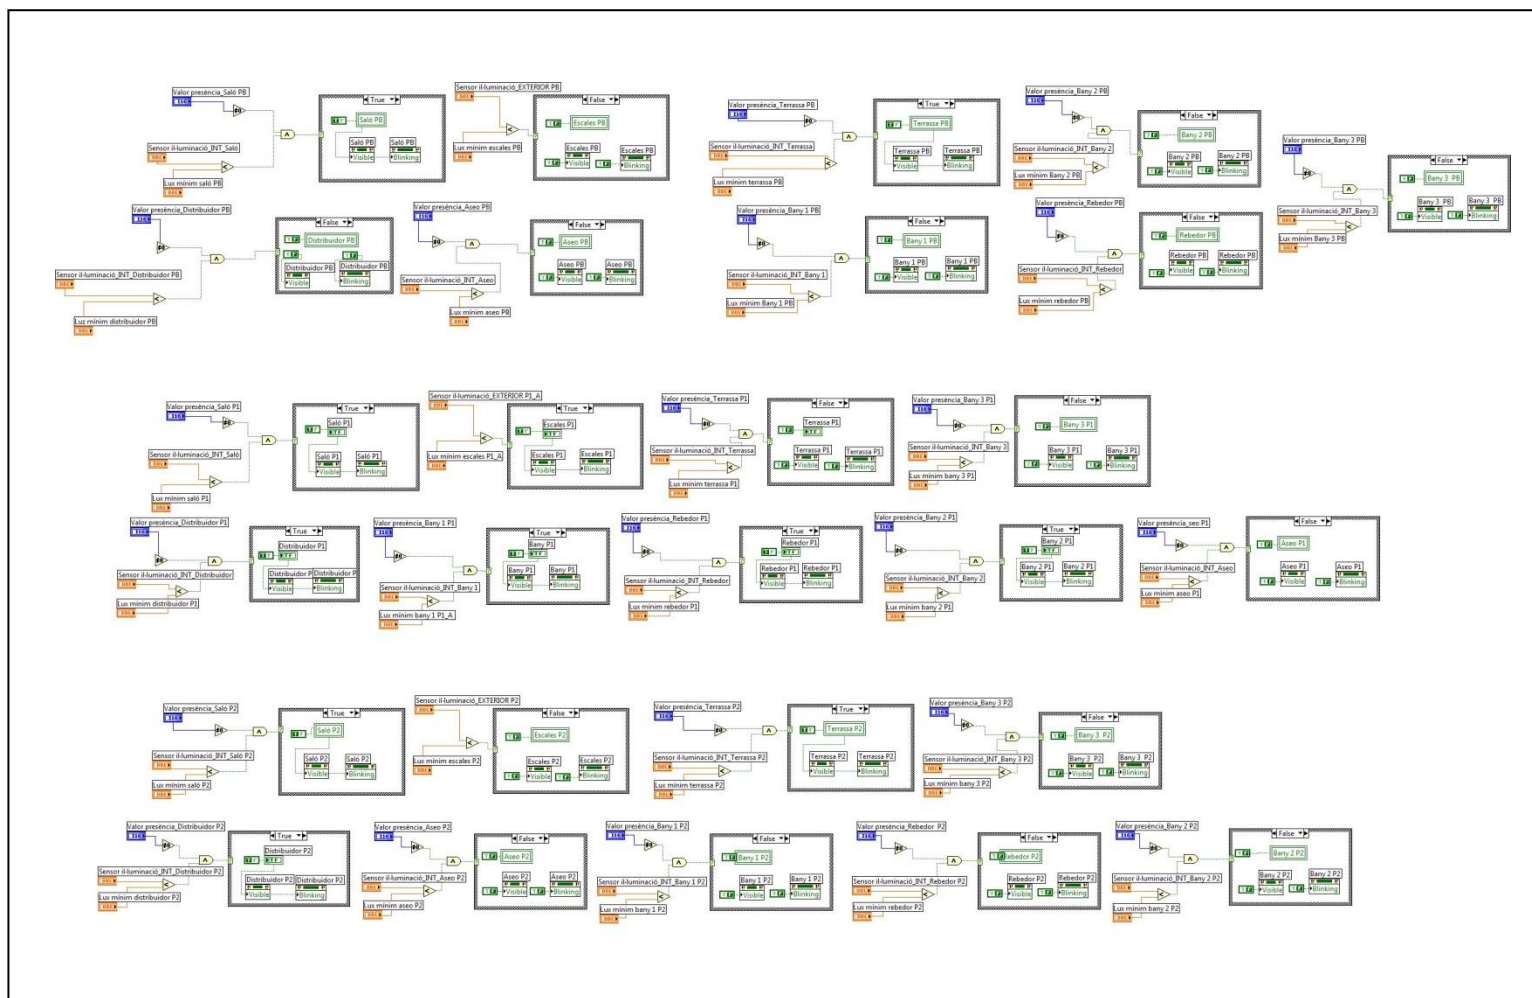 Valor presència_Saló PB
True
Saló PB
Sensor il·luminació_INT_Saló
Saló PB
Saló PB
Visible
Blinking
Lux mínim saló PB
Sensor il·luminació_EXTERIOR PB
False
Escales PB
Lux mínim escales PB
Escales PB
Escales PB
Visible
Blinking
Valor presència_Terrassa PB
True
Terrassa PB
Sensor il·luminació_INT_Terrassa
Terrassa PB
Terrassa PB
Visible
Blinking
Lux mínim terrassa PB
Valor presència_Bany 2 PB
False
Bany 2 PB
Sensor il·luminació_INT_Bany 2
Bany 2 PB
Bany 2 PB
Visible
Blinking
Lux mínim Bany 2 PB
Valor presència_Bany 3 PB
False
Bany 3 PB
Sensor il·luminació_INT_Bany 3
Bany 3 PB
Bany 3 PB
Visible
Blinking
Lux mínim Bany 3 PB
Valor presència_Distribuidor PB
False
Distribuidor PB
Sensor il·luminació_INT_Distribuidor PB
Distribuidor PB
Distribuidor PB
Visible
Blinking
Lux mínim distribuidor PB
Valor presència_Aseo PB
False
Aseo PB
Sensor il·luminació_INT_Aseo
Aseo PB
Aseo PB
Visible
Blinking
Lux mínim aseo PB
Valor presència_Bany 1 PB
False
Bany 1 PB
Sensor il·luminació_INT_Bany 1
Bany 1 PB
Bany 1 PB
Visible
Blinking
Lux mínim Bany 1 PB
Valor presència_Rebedor PB
False
Rebedor PB
Sensor il·luminació_INT_Rebedor
Rebedor PB
Rebedor PB
Visible
Blinking
Lux mínim rebedor PB
Valor presència_Saló P1
True
Saló P1
Sensor il·luminació_INT_Saló
Saló P1
Saló P1
Visible
Blinking
Lux mínim saló P1
Sensor il·luminació_EXTERIOR P1_A
True
Escales P1
Lux mínim escales P1_A
Escales P1
Escales P1
Visible
Blinking
Valor presència_Terrassa P1
False
Terrassa P1
Sensor il·luminació_INT_Terrassa
Terrassa P1
Terrassa P1
Visible
Blinking
Lux mínim terrassa P1
Valor presència_Bany 3 P1
False
Bany 3 P1
Sensor il·luminació_INT_Bany 3
Bany 3 P1
Bany 3 P1
Visible
Blinking
Lux mínim bany 3 P1
Valor presència_Distribuidor P1
True
Distribuidor P1
Sensor il·luminació_INT_Distribuidor
Distribuidor P
Distribuidor P
Visible
Blinking
Lux mínim distribuidor P1
Valor presència_Bany 1 P1
True
Bany P1
Sensor il·luminació_INT_Bany 1
Bany P1
Bany P1
Visible
Blinking
Lux mínim bany 1 P1_A
Valor presència_Rebedor P1
True
Rebedor P1
Sensor il·luminació_INT_Rebedor
Rebedor P1
Rebedor P1
Visible
Blinking
Lux mínim rebedor P1
Valor presència_Bany 2 P1
True
Bany 2 P1
Sensor il·luminació_INT_Bany 2
Bany 2 P1
Bany 2 P1
Visible
Blinking
Lux mínim bany 2 P1
Valor presència_seo P1
False
Aseo P1
Sensor il·luminació_INT_Aseo
Aseo P1
Aseo P1
Visible
Blinking
Lux mínim aseo P1
Valor presència_Saló P2
True
Saló P2
Sensor il·luminació_INT_Saló P2
Saló P2
Saló P2
Visible
Blinking
Lux mínim saló P2
Sensor il·luminació_EXTERIOR P2
False
Escales P2
Lux mínim escales P2
Escales P2
Escales P2
Visible
Blinking
Valor presència_Terrassa P2
True
Terrassa P2
Sensor il·luminació_INT_Terrassa P2
Terrassa P2
Terrassa P2
Visible
Blinking
Lux mínim terrassa P2
Valor presència_Bany 3 P2
False
Bany 3 P2
Sensor il·luminació_INT_Bany 3 P2
Bany 3 P2
Bany 3 P2
Visible
Blinking
Lux mínim bany 3 P2
Valor presència_Distribuidor P2
True
Distribuidor P2
Sensor il·luminació_INT_Distribuidor P2
Distribuidor P2
Distribuidor P2
Visible
Blinking
Lux mínim distribuidor P2
Valor presència_Aseo P2
False
Aseo P2
Sensor il·luminació_INT_Aseo P2
Aseo P2
Aseo P2
Visible
Blinking
Lux mínim aseo P2
Valor presència_Bany 1 P2
False
Bany 1 P2
Sensor il·luminació_INT_Bany 1 P2
Bany 1 P2
Bany 1 P2
Visible
Blinking
Lux mínim bany 1 P2
Valor presència_Rebedor P2
False
Rebedor P2
Sensor il·luminació_INT_Rebedor P2
Rebedor P2
Rebedor P2
Visible
Blinking
Lux mínim rebedor P2
Valor presència_Bany 2 P2
False
Bany 2 P2
Sensor il·luminació_INT_Bany 2 P2
Bany 2 P2
Bany 2 P2
Visible
Blinking
Lux mínim bany 2 P2